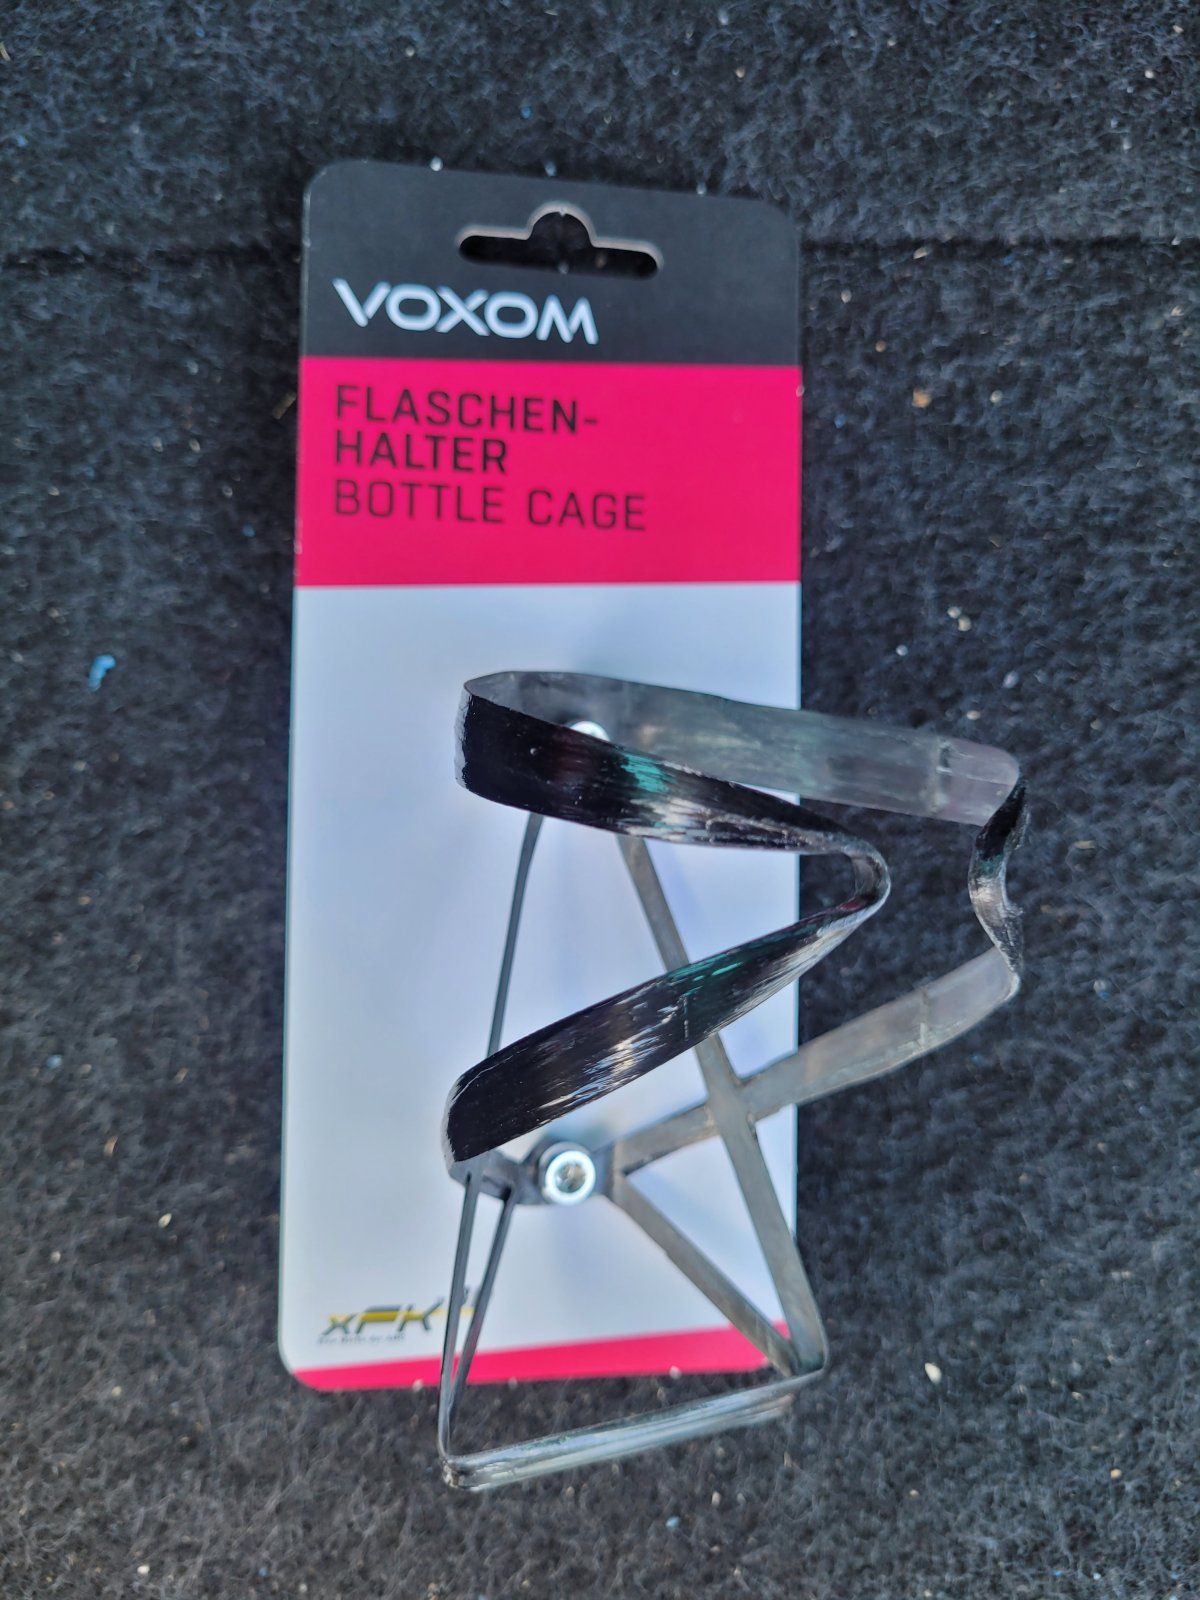 VOXOM
FLASCHEN-
HALTER
BOTTLE CAGE